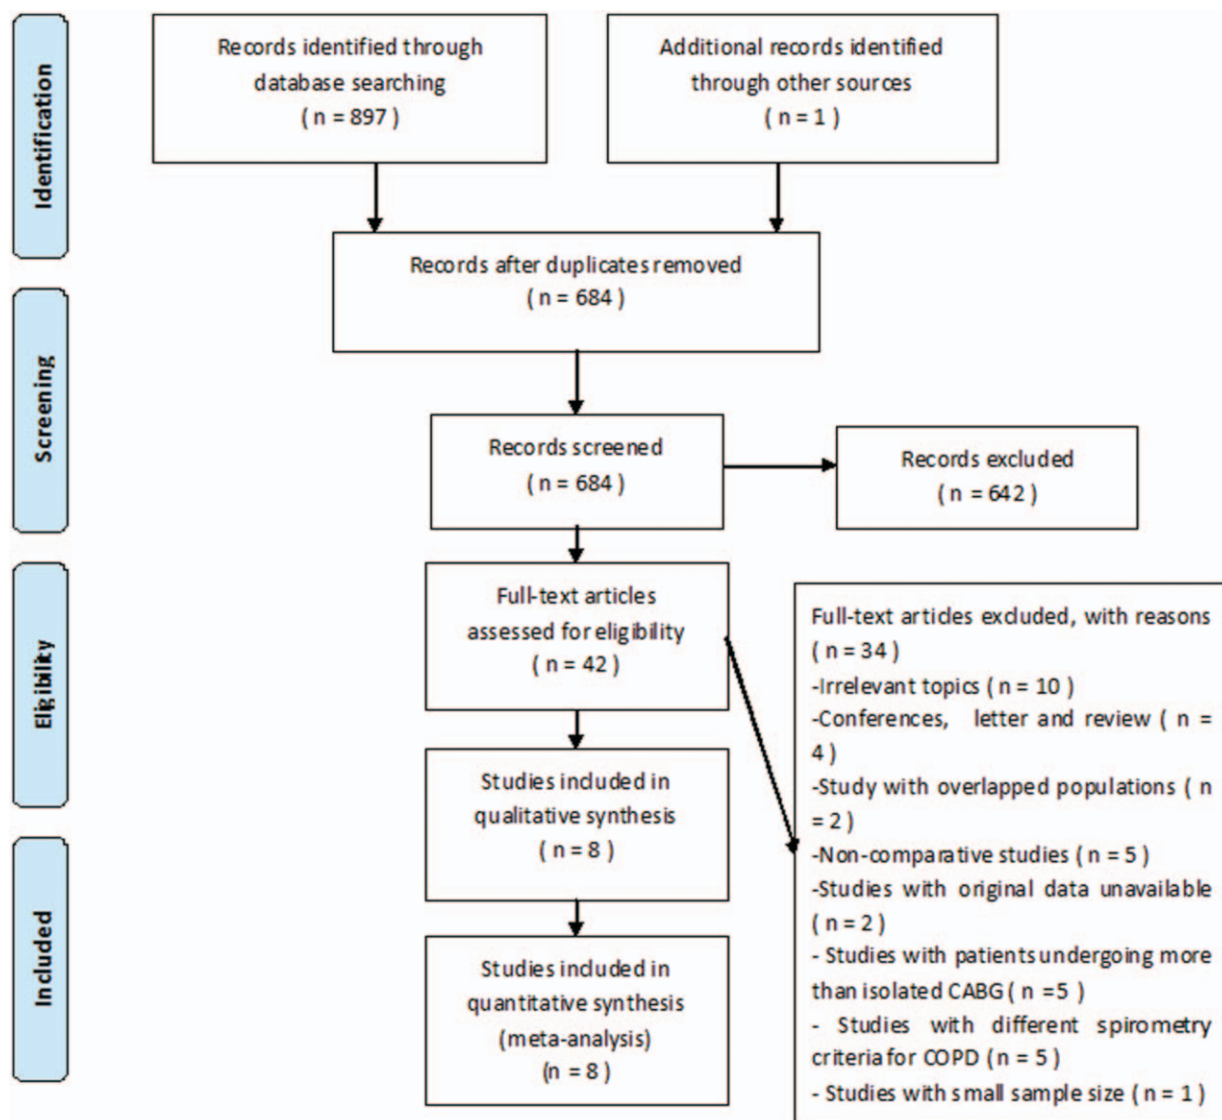 Identification
Records identified through
database searching
( n = 897 )
Additional records identified
through other sources
( n = 1 )
Records after duplicates removed
( n = 684 )
Screening
Records screened
( n = 684 )
Records excluded
( n = 642 )
Eligibility
Full-text articles
assessed for eligibility
( n = 42 )
Full-text articles excluded, with reasons
( n = 34 )
-Irrelevant topics ( n = 10 )
-Conferences, letter and review ( n =
4 )
-Study with overlapped populations ( n
= 2 )
-Non-comparative studies ( n = 5 )
-Studies with original data unavailable
( n = 2 )
- Studies with patients undergoing more
than isolated CABG ( n =5 )
- Studies with different spirometry
criteria for COPD ( n = 5 )
- Studies with small sample size ( n = 1 )
Studies included in
qualitative synthesis
( n = 8 )
Included
Studies included in
quantitative synthesis
(meta-analysis)
(n = 8 )